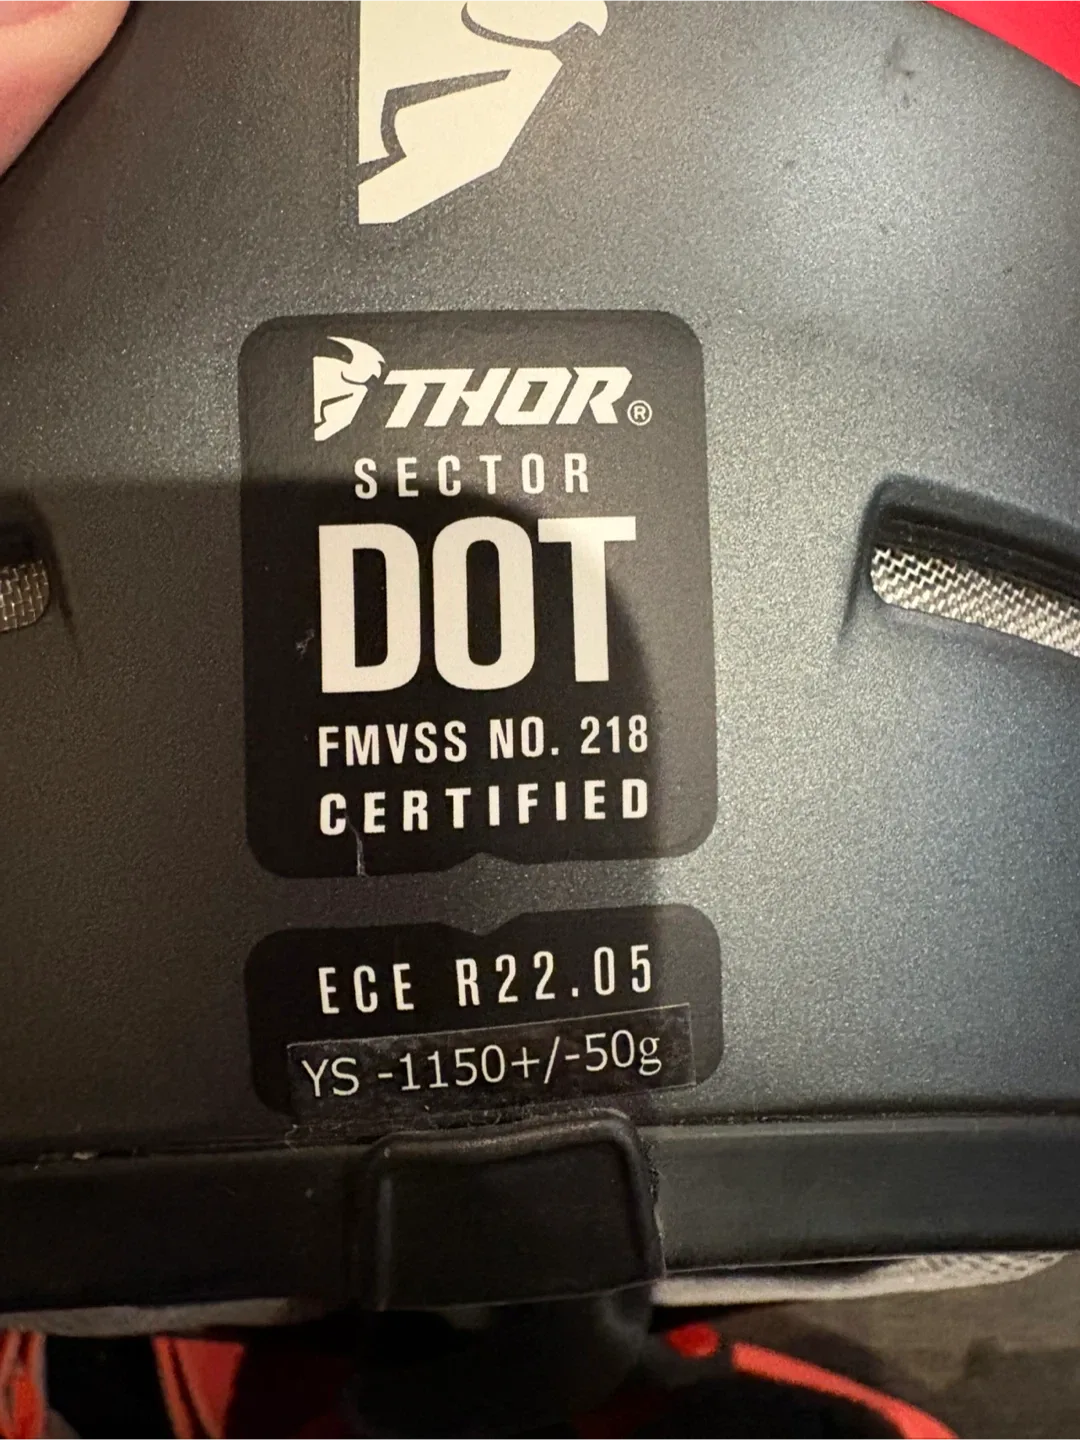 THOR®
SECTOR
DOT
FMVSS NO. 218
CERTIFIED
ECE R22.05
YS -1150+/-50g